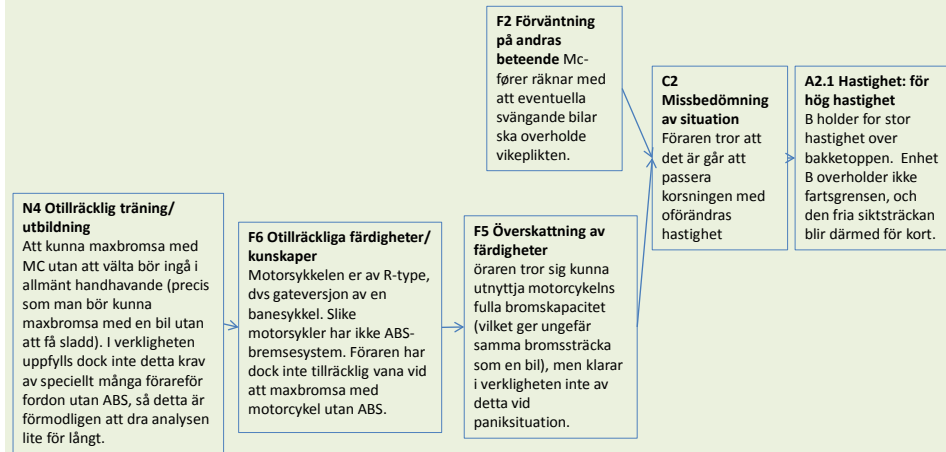 F2 Förväntning
på andras
beteende Mc-
fører räknar med
att eventuella
svängande bilar
ska overholde
vikeplikten.
C2
Missbedömning
av situation
Föraren tror att
det är går att
passera
korsningen med
oförändras
hastighet
A2.1 Hastighet: för
hög hastighet
B holder for stor
hastighet over
bakketoppen.  Enhet
B overholder ikke
fartsgrensen, och
den fria siktsträckan
blir därmed för kort.
N4 Otillräcklig träning/
utbildning
Att kunna maxbromsa med
MC utan att välta bör ingå i
allmänt handhavande (precis
som man bör kunna
maxbromsa med en bil utan
att få sladd). I verkligheten
uppfylls dock inte detta krav
av speciellt många förareför
fordon utan ABS, så detta är
förmodligen att dra analysen
lite för långt.
F6 Otillräckliga färdigheter/
kunskaper
Motorsykkelen er av R-type,
dvs gateversjon av en
banesykkel. Slike
motorsykler har ikke ABS-
bremsesystem. Föraren har
dock inte tillräcklig vana vid
att maxbromsa med
motorcykel utan ABS.
F5 Överskattning av
färdigheter
öraren tror sig kunna
utnyttja motorcykelns
fulla bromskapacitet
(vilket ger ungefär
samma bromssträcka
som en bil), men klarar
i verkligheten inte av
detta vid
paniksituation.